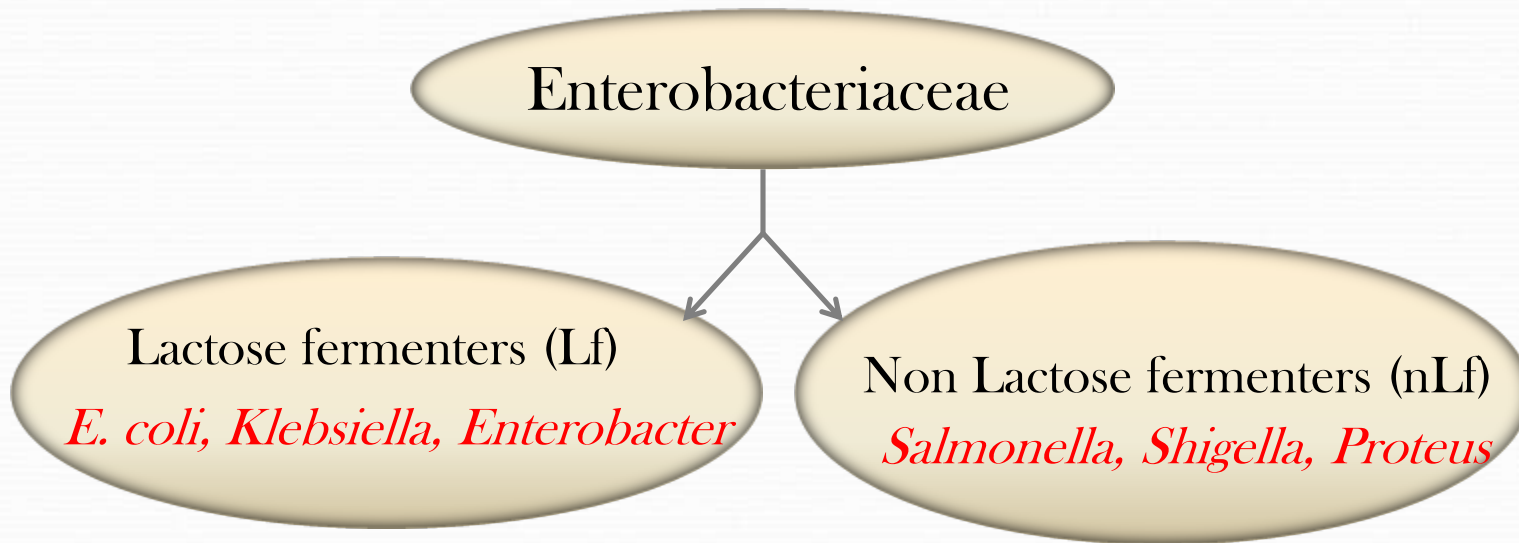 Enterobacteriaceae
Lactose fermenters (Lf)
E. coli, Klebsiella, Enterobacter
Non Lactose fermenters (nLf)
Salmonella, Shigella, Proteus